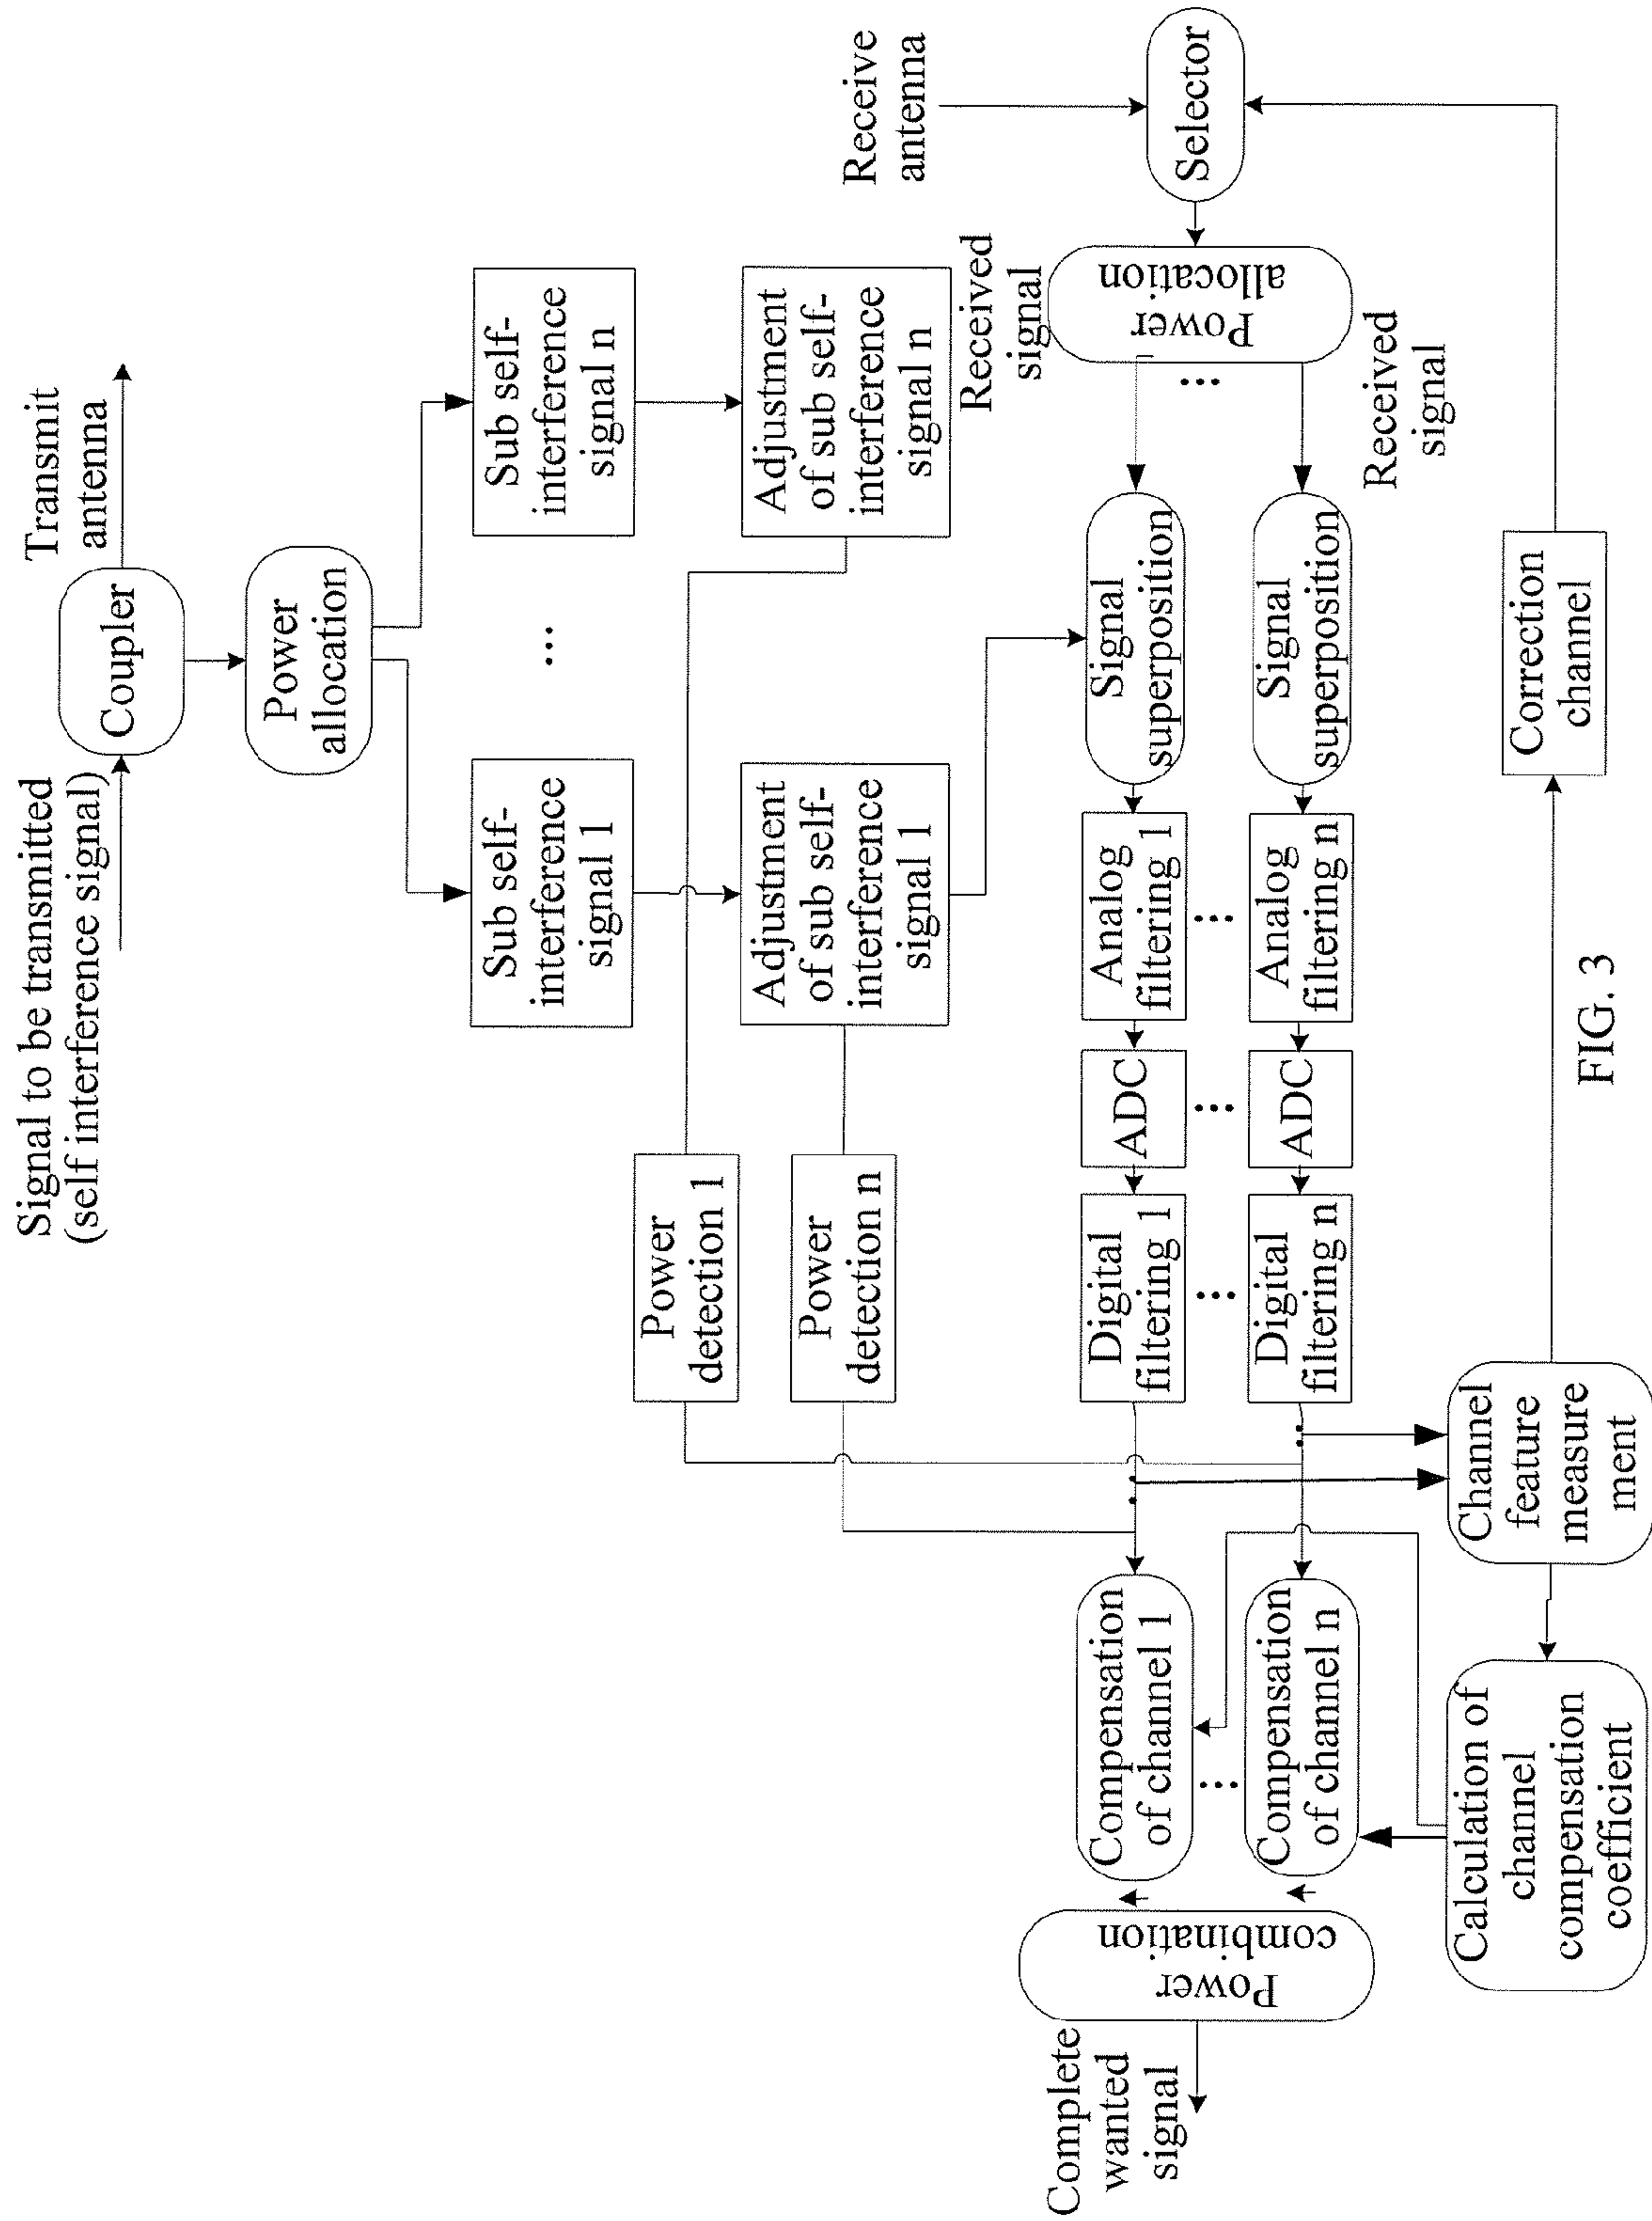 Signal to be transmitted
(self interference signal)
Transmit
antenna
Coupler
Power
allocation
Sub self-
interference
signal 1
...
Sub self-
interference
signal n
Power
detection 1
Adjustment
of sub self-
interference
signal 1
Adjustment
of sub self-
interference
signal n
Power
detection n
Receive
antenna
Received
signal
Complete
wanted
signal
Power
combination
Compensation
of channel 1
Digital
filtering 1
ADC
Analog
filtering 1
Signal
superposition
...
Power
allocation
Selector
...
...
...
...
Compensation
of channel n
Digital
filtering n
ADC
Analog
filtering n
Signal
superposition
Received
signal
Calculation of
channel
compensation
coefficient
Channel
feature
measure
ment
Correction
channel
FIG. 3